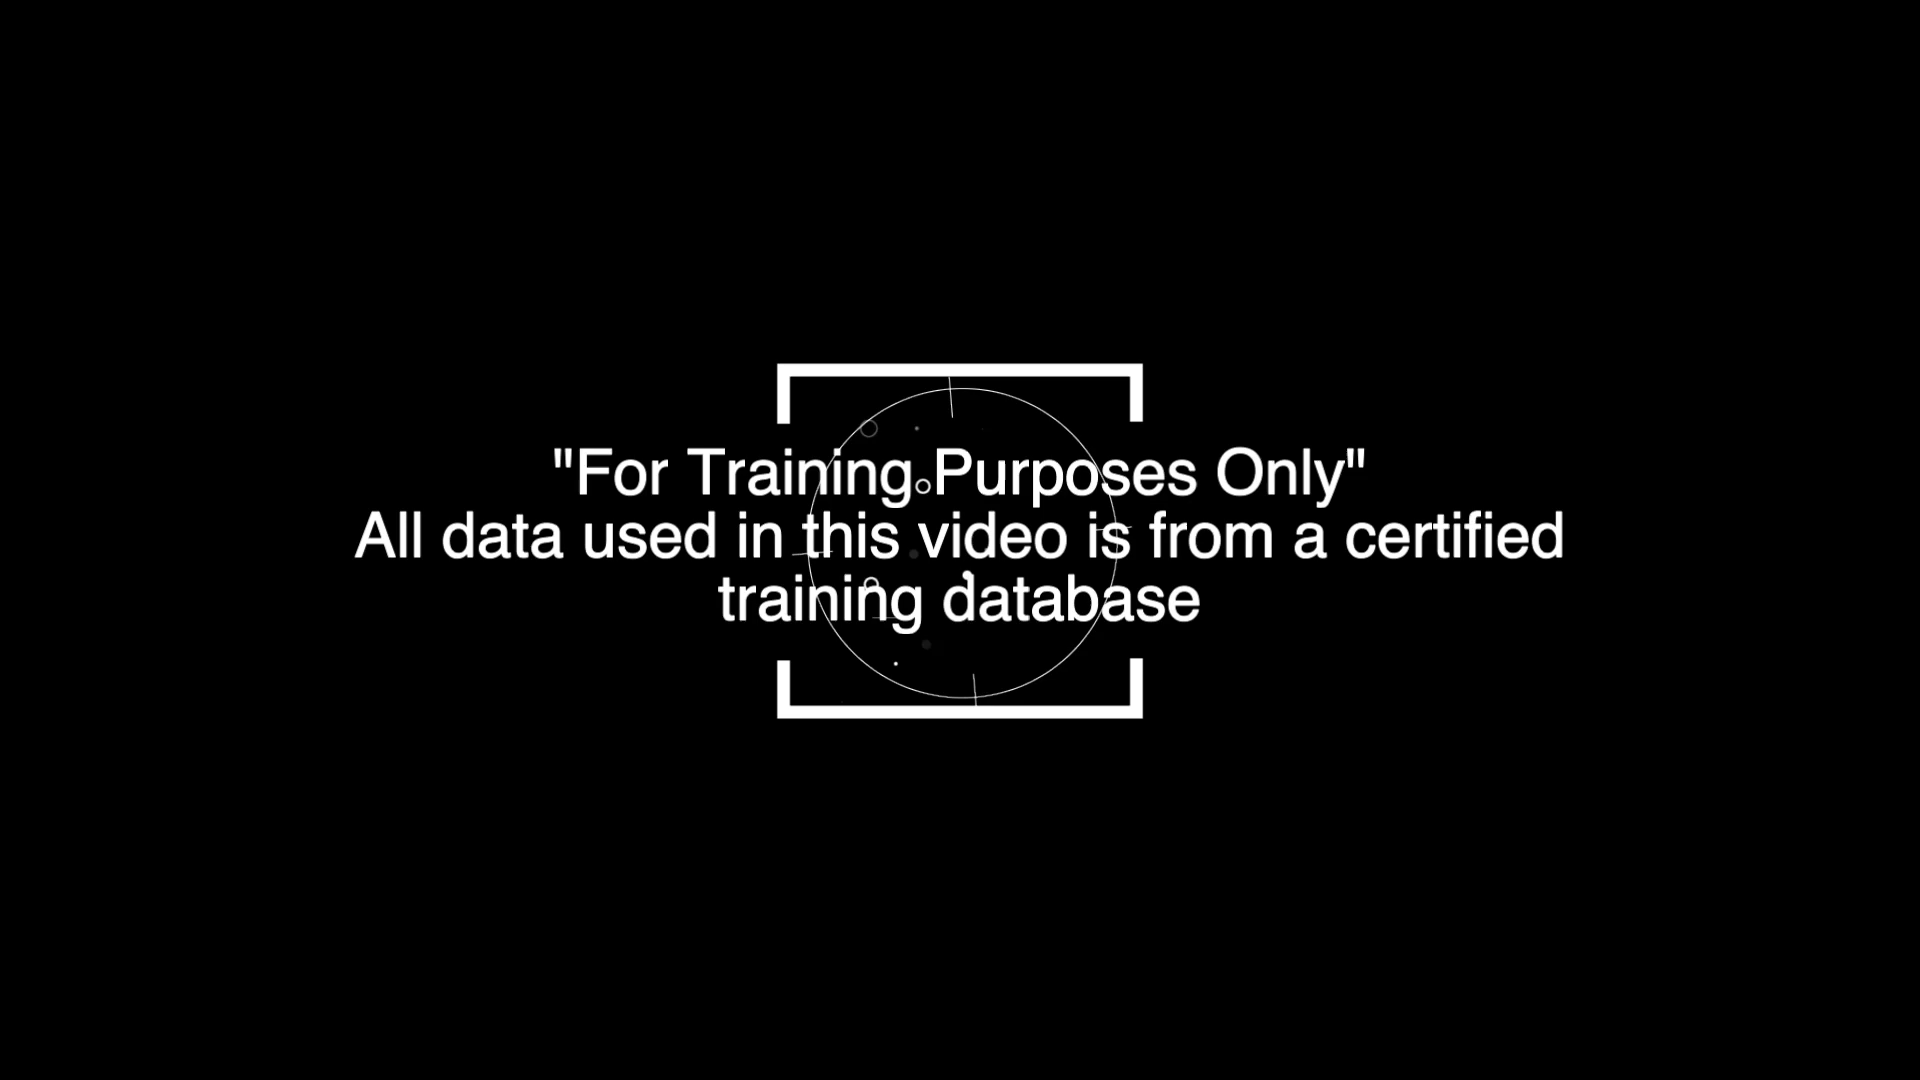 "For Training Purposes Only"
All data used in this video is from a certified
training database